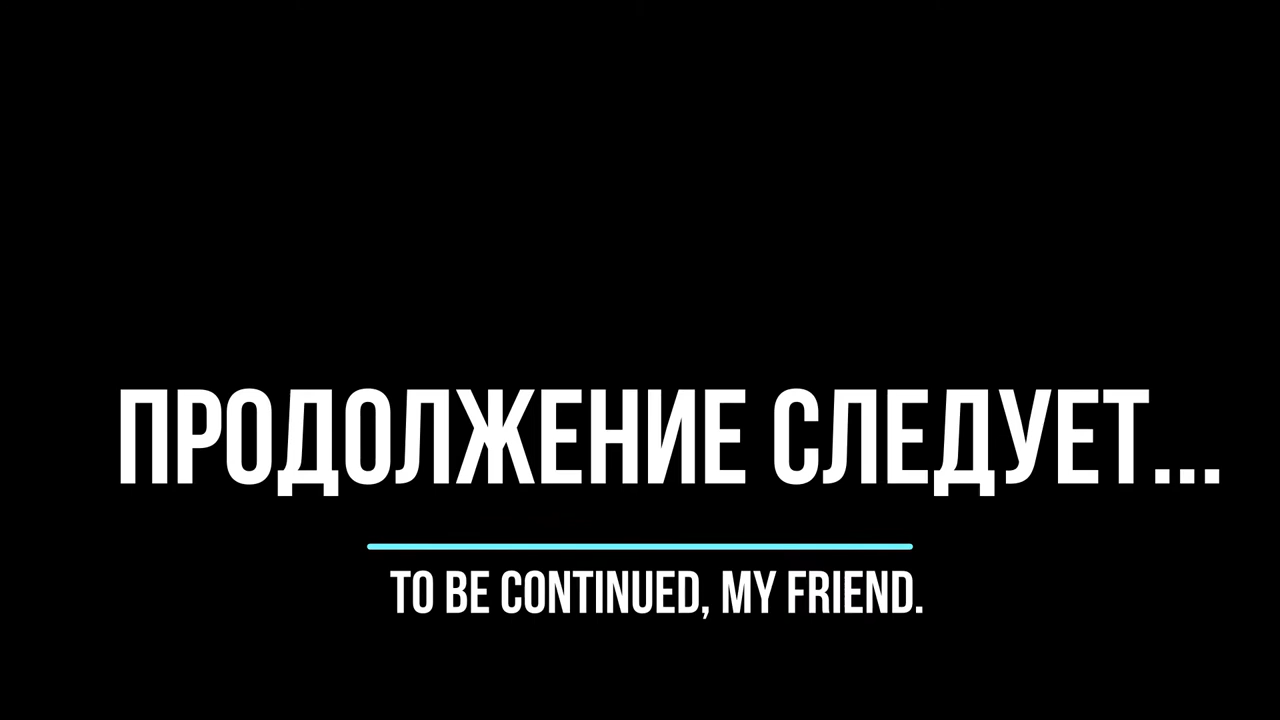 ПРОДОЛЖЕНИЕ СЛЕДУЕТ...
TO BE CONTINUED, MY FRIEND.